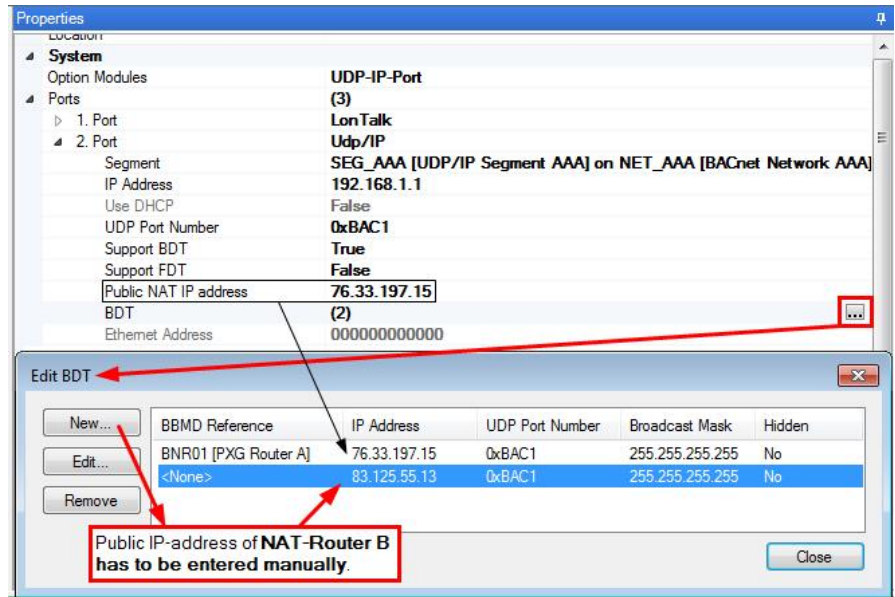 Properties
Location
System
Option Modules UDP-IP-Port
Ports (3)
1. Port LonTalk
2. Port Udp/IP
Segment SEG_AAA [UDP/IP Segment AAA] on NET_AAA [BACnet Network AAA]
IP Address 192.168.1.1
Use DHCP False
UDP Port Number 0xBAC1
Support BDT True
Support FDT False
Public NAT IP address 76.33.197.15
BDT (2)
...
Ethernet Address 000000000000
Edit BDT
New...
Edit...
Remove
BBMD Reference IP Address UDP Port Number Broadcast Mask Hidden
BNR01 [PXG Router A] 76.33.197.15 0xBAC1 255.255.255.255 No
<None> 83.125.55.13 0xBAC1 255.255.255.255 No
Public IP-address of NAT-Router B
has to be entered manually.
Close